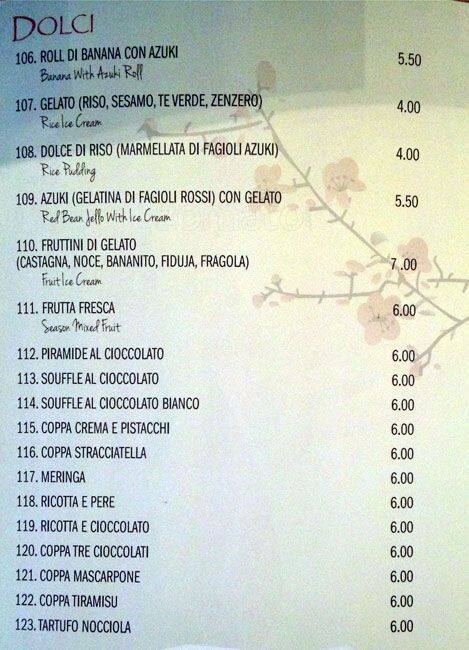 DOLCI
106. ROLL DI BANANA CON AZUKI 5.50
Banana With Azuki Roll
107. GELATO (RISO, SESAMO, TE VERDE, ZENZERO) 4.00
Rice Ice Cream
108. DOLCE DI RISO (MARMELLATA DI FAGIOLI AZUKI) 4.00
Rice Pudding
109. AZUKI (GELATINA DI FAGIOLI ROSSI) CON GELATO 5.50
Red Bean Jello With Ice Cream
110. FRUTTINI DI GELATO
(CASTAGNA, NOCE, BANANITO, FIDUJA, FRAGOLA) 7 .00
Fruit Ice Cream
111. FRUTTA FRESCA 6.00
Season Mixed Fruit
112. PIRAMIDE AL CIOCCOLATO 6.00
113. SOUFFLE AL CIOCCOLATO 6.00
114. SOUFFLE AL CIOCCOLATO BIANCO 6.00
115. COPPA CREMA E PISTACCHI 6.00
116. COPPA STRACCIATELLA 6.00
117. MERINGA 6.00
118. RICOTTA E PERE 6.00
119. RICOTTA E CIOCCOLATO 6.00
120. COPPA TRE CIOCCOLATI 6.00
121. COPPA MASCARPONE 6.00
122. COPPA TIRAMISU 6.00
123. TARTUFO NOCCIOLA 6.00